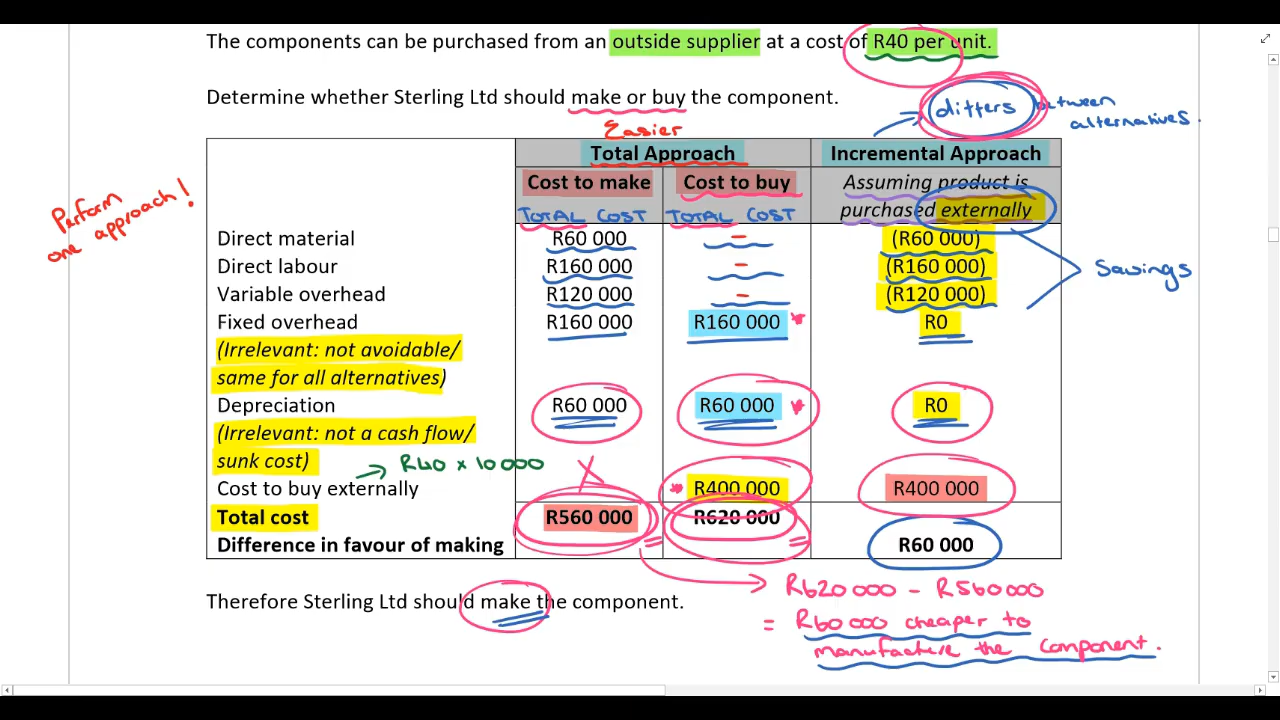 The components can be purchased from an outside supplier at a cost of R40 per unit.
Determine whether Sterling Ltd should make or buy the component.
differs between
alternatives.
Easier
Total Approach Incremental Approach
Cost to make Cost to buy Assuming product is
TOTAL COST TOTAL COST purchased externally
Perform
one approach!
Direct material R60 000 - (R60 000)
Direct labour R160 000 - (R160 000)
Savings
Variable overhead R120 000 - (R120 000)
Fixed overhead R160 000 R160 000 * R0
(Irrelevant: not avoidable/
same for all alternatives)
Depreciation R60 000 R60 000 * R0
(Irrelevant: not a cash flow/
sunk cost)
R40 × 10 000
Cost to buy externally * R400 000 R400 000
Total cost R560 000 R620 000
Difference in favour of making R60 000
R620 000 - R560 000
Therefore Sterling Ltd should make the component.
= R60 000 cheaper to
manufacture the component.